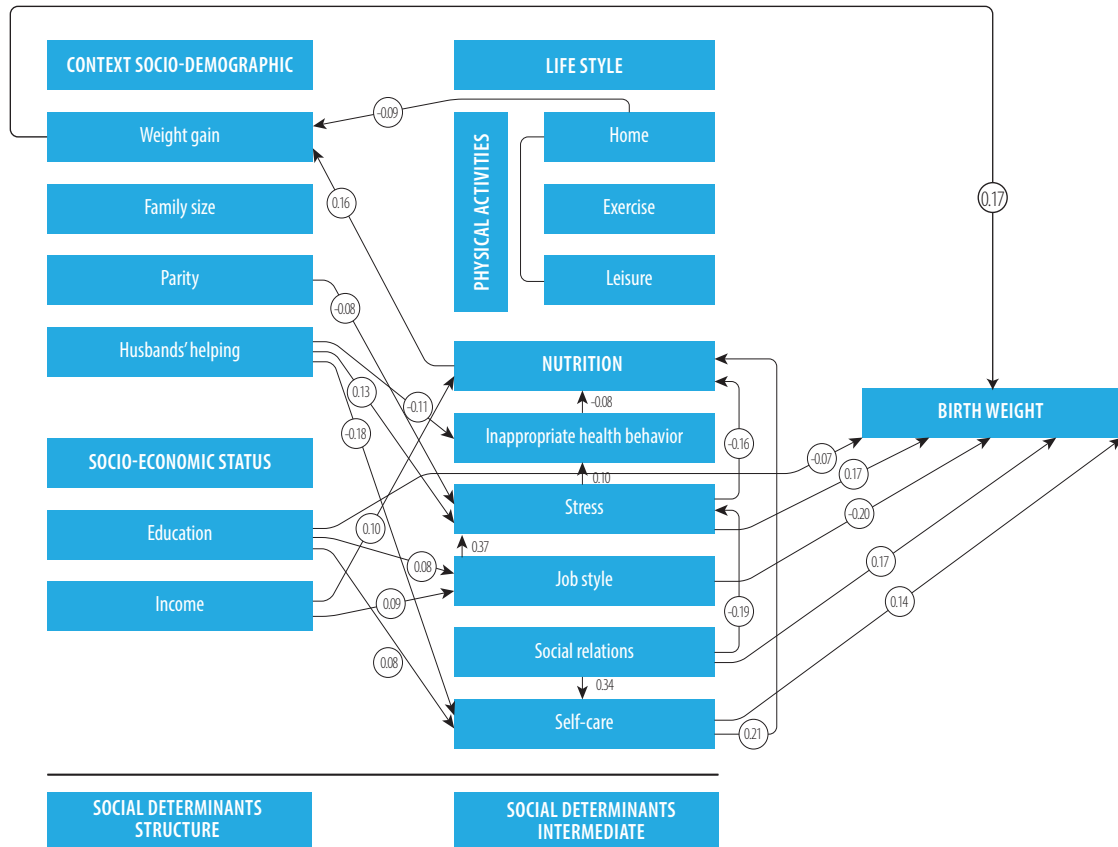 CONTEXT SOCIO-DEMOGRAPHIC
LIFE STYLE
-0.09
Weight gain
PHYSICAL ACTIVITIES
Home
0.16
Family size
Exercise
0.17
Parity
Leisure
-0.08
Husbands' helping
NUTRITION
0.13
-0.11
-0.08
BIRTH WEIGHT
-0.18
Inappropriate health behavior
-0.16
-0.07
SOCIO-ECONOMIC STATUS
0.10
0.17
Stress
-0.20
Education
0.10
0.37
0.08
Job style
0.17
Income
0.09
-0.19
0.14
Social relations
0.08
0.34
Self-care
0.21
SOCIAL DETERMINANTS
STRUCTURE
SOCIAL DETERMINANTS
INTERMEDIATE